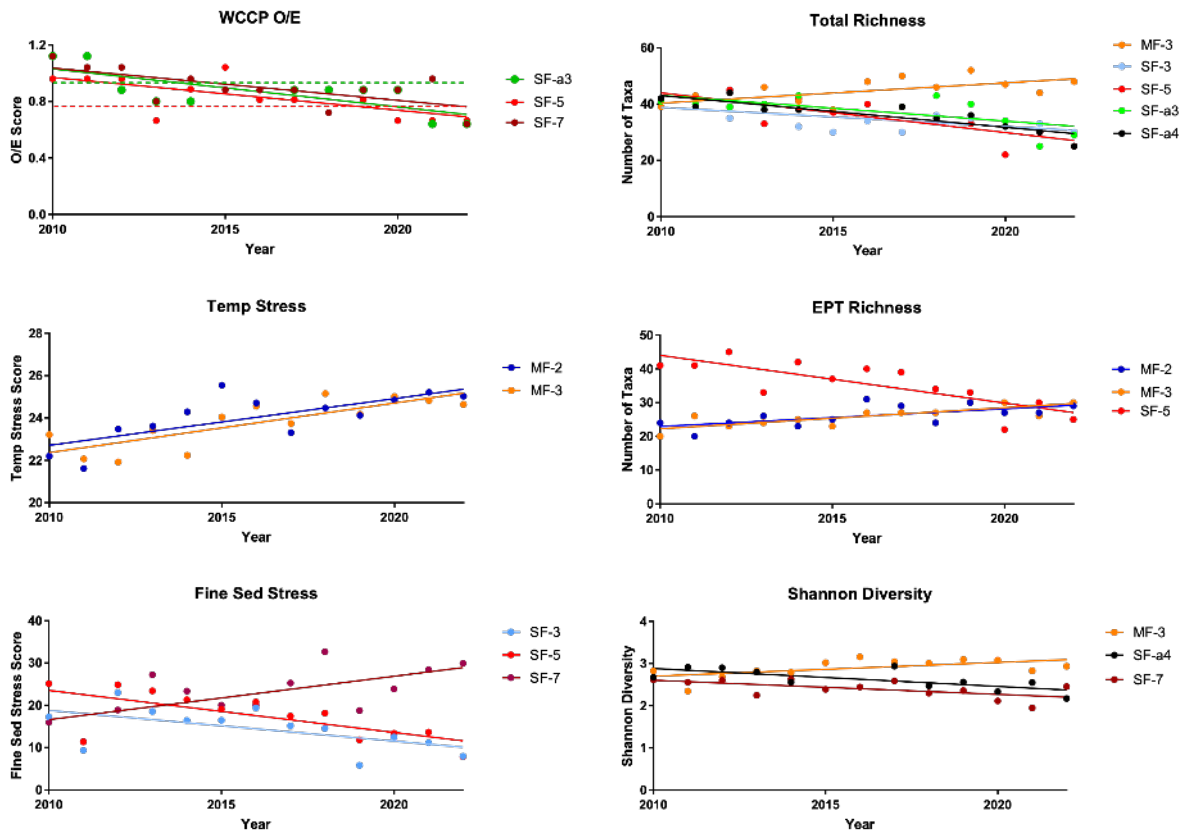 WCCP O/E
1.2
0.8
0.4
0.0
O/E Score
2010
2015
2020
Year
SF-a3
SF-5
SF-7
Total Richness
60
40
20
0
Number of Taxa
2010
2015
2020
Year
MF-3
SF-3
SF-5
SF-a3
SF-a4
Temp Stress
28
26
24
22
20
Temp Stress Score
2010
2015
2020
Year
MF-2
MF-3
EPT Richness
50
40
30
20
10
0
Number of Taxa
2010
2015
2020
Year
MF-2
MF-3
SF-5
Fine Sed Stress
40
30
20
10
0
Fine Sed Stress Score
2010
2015
2020
Year
SF-3
SF-5
SF-7
Shannon Diversity
4
3
2
1
0
Shannon Diversity
2010
2015
2020
Year
MF-3
SF-a4
SF-7